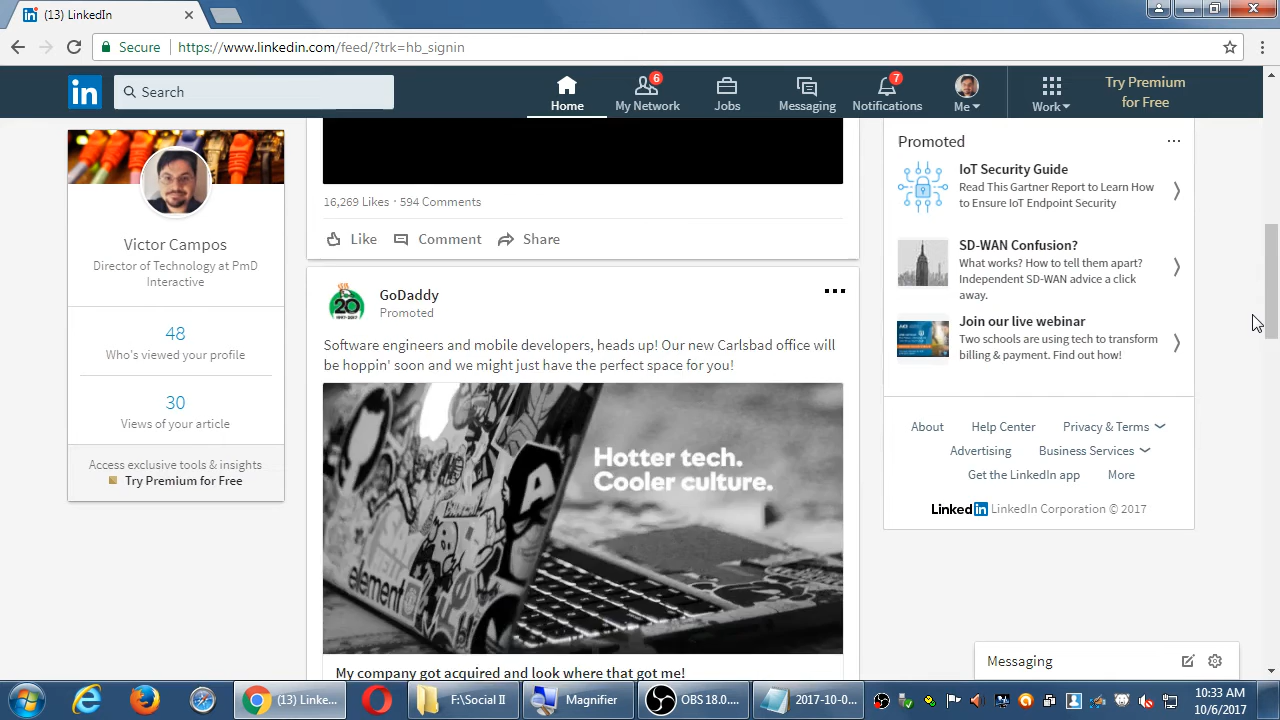 (13) LinkedIn
Secure
https://www.linkedin.com/feed/?trk=hb_signin
in
Search
Home
6
My Network
Jobs
Messaging
7
Notifications
Me
Work
Try Premium
for Free
Victor Campos
Director of Technology at PmD
Interactive
48
Who's viewed your profile
30
Views of your article
Access exclusive tools & insights
Try Premium for Free
16,269 Likes · 594 Comments
Like
Comment
Share
20
GoDaddy
Promoted
Software engineers and mobile developers, heads up! Our new Carlsbad office will
be hoppin' soon and we might just have the perfect space for you!
Hotter tech.
Cooler culture.
element
My company got acquired and look where that got me!
Promoted
IoT Security Guide
Read This Gartner Report to Learn How
to Ensure IoT Endpoint Security
SD-WAN Confusion?
What works? How to tell them apart?
Independent SD-WAN advice a click
away.
Join our live webinar
Two schools are using tech to transform
billing & payment. Find out how!
About
Help Center
Privacy & Terms
Advertising
Business Services
Get the LinkedIn app
More
LinkedIn LinkedIn Corporation © 2017
Messaging
(13) Linke...
F:\Social II
Magnifier
OBS 18.0....
2017-10-0...
10:33 AM
10/6/2017